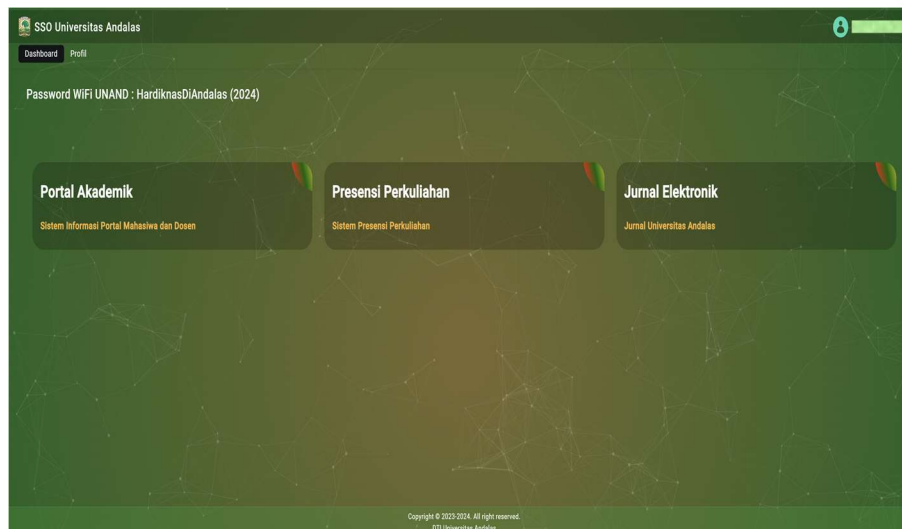 SSO Universitas Andalas
Dashboard Profil
Password WiFi UNAND : HardiknasDiAndalas (2024)
Portal Akademik
Sistem Informasi Portal Mahasiwa dan Dosen
Presensi Perkuliahan
Sistem Presensi Perkuliahan
Jurnal Elektronik
Jurnal Universitas Andalas
Copyright © 2023-2024. All right reserved.
DTI Universitas Andalas